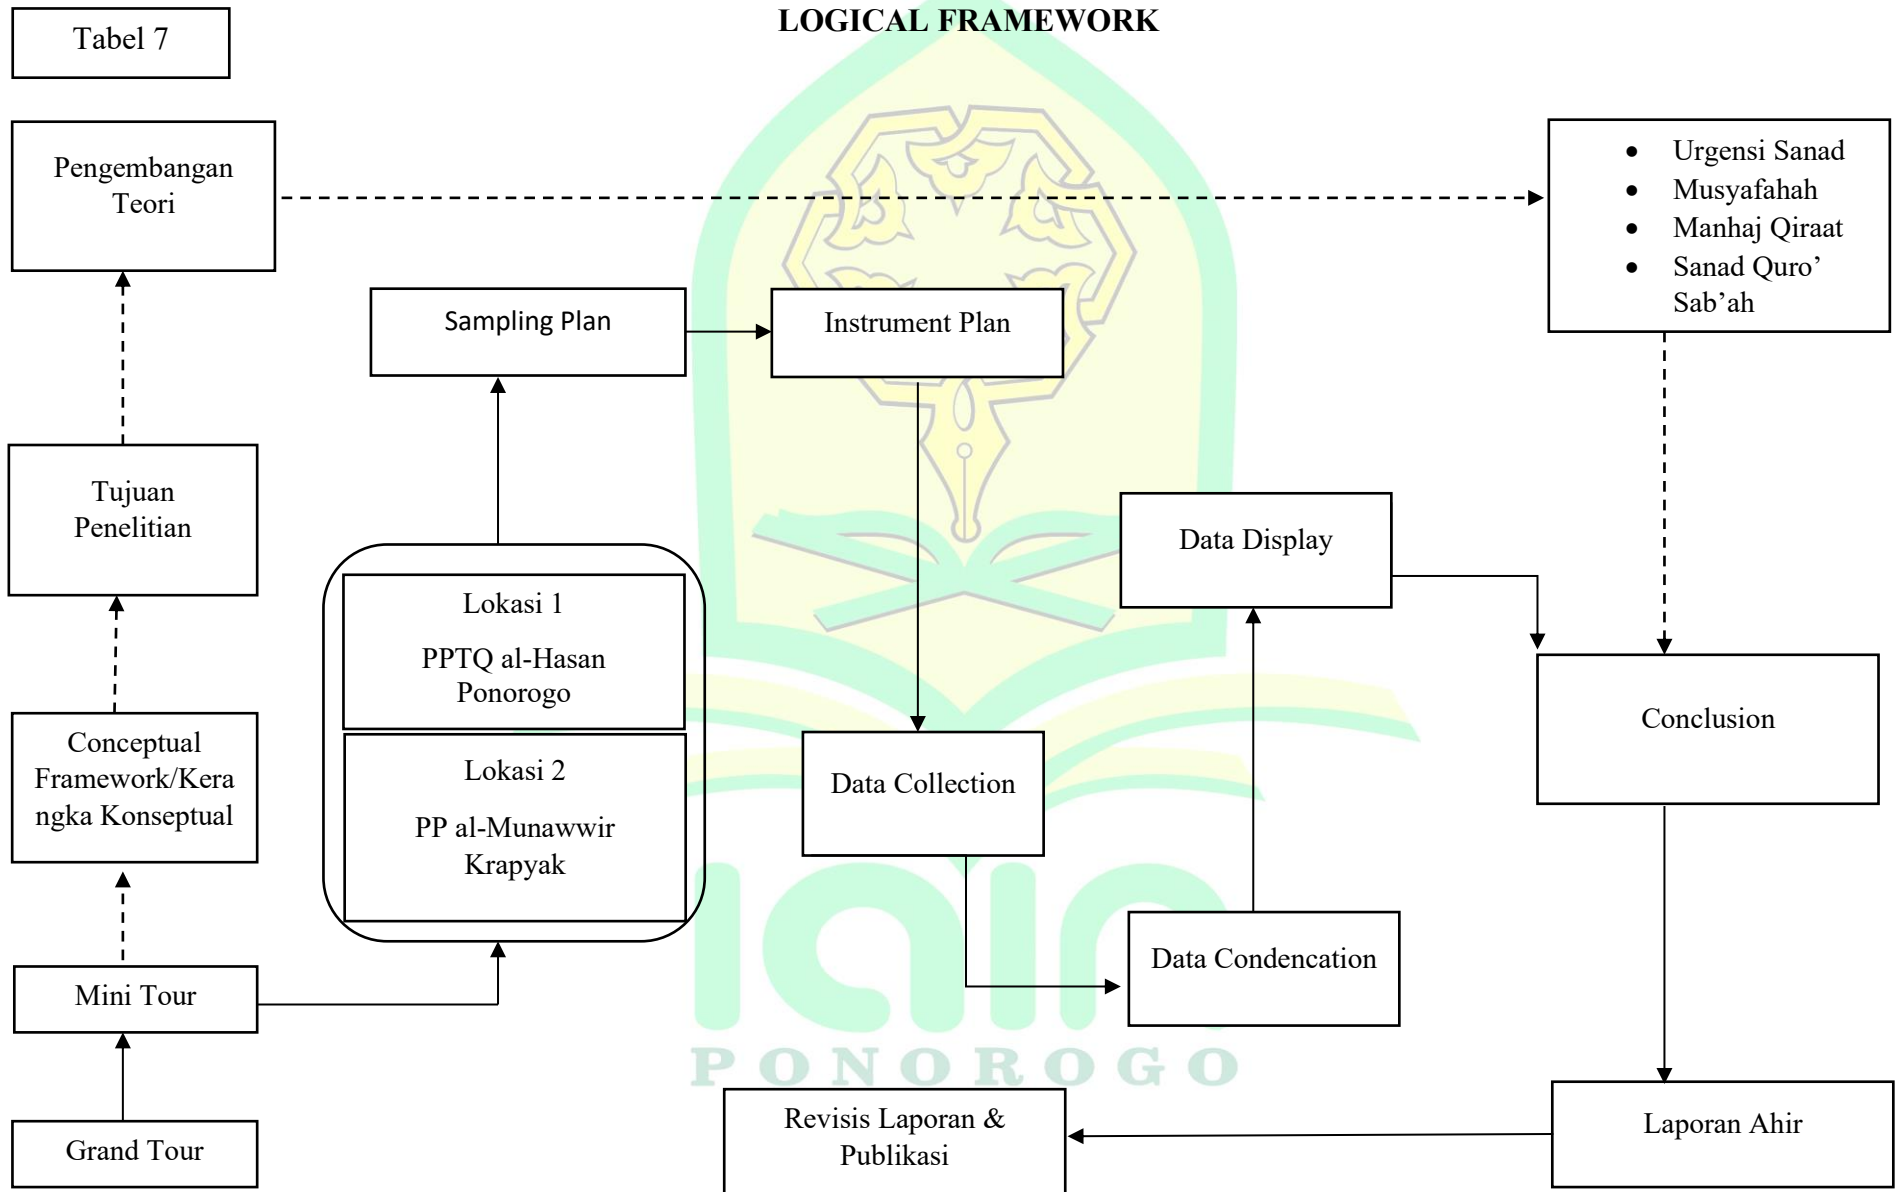 LOGICAL FRAMEWORK
Tabel 7
Pengembangan
Teori
• Urgensi Sanad
• Musyafahah
• Manhaj Qiraat
• Sanad Quro’
Sab’ah
Sampling Plan
Instrument Plan
Tujuan
Penelitian
Data Display
Lokasi 1
PPTQ al-Hasan
Ponorogo
Conceptual
Framework/Kera
ngka Konseptual
Lokasi 2
PP al-Munawwir
Krapyak
Data Collection
Conclusion
Data Condencation
Mini Tour
iain
PONOROGO
Grand Tour
Revisis Laporan &
Publikasi
Laporan Ahir